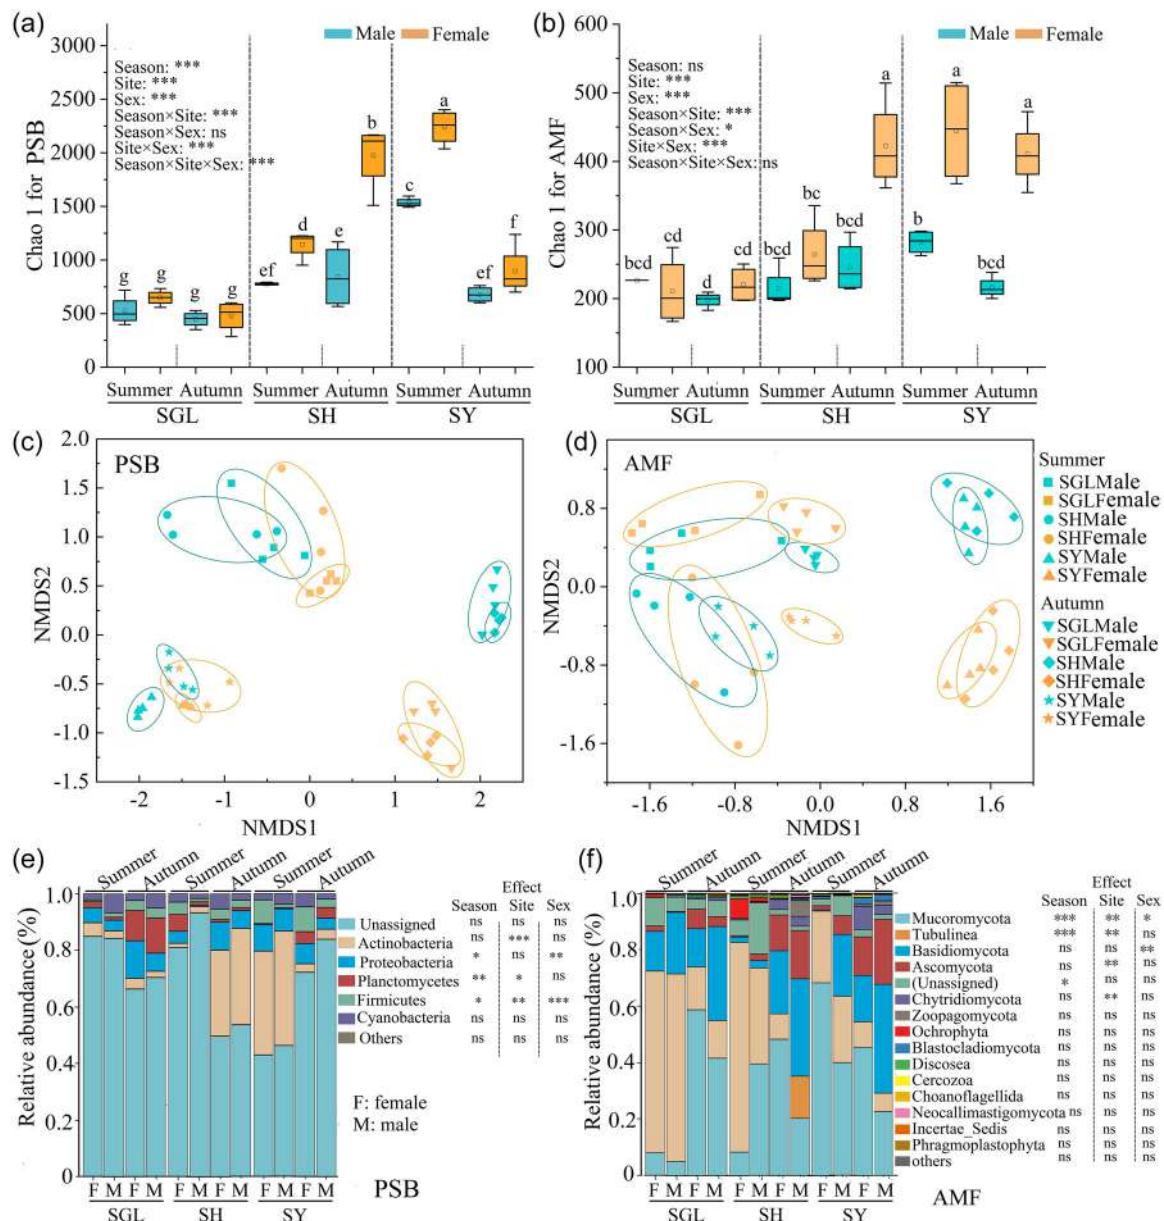 (a)
Male Female
Season: ***
Site: ***
Sex: ***
Season×Site: ***
Season×Sex: ns
Site×Sex: ***
Season×Site×Sex: ***
Chao 1 for PSB
3000
2500
2000
1500
1000
500
0
g g g g ef d e b c a ef f
Summer Autumn Summer Autumn Summer Autumn
SGL SH SY
(b)
Male Female
Season: ns
Site: ***
Sex: ***
Season×Site: ***
Season×Sex: *
Site×Sex: ***
Season×Site×Sex: ns
Chao 1 for AMF
600
500
400
300
200
100
bcd cd d cd bcd bc bcd a b a bcd a
Summer Autumn Summer Autumn Summer Autumn
SGL SH SY
(c)
PSB
NMDS2
2.0
1.5
1.0
0.5
0.0
-0.5
-1.0
-1.5
-2 -1 0 1 2
NMDS1
(d)
AMF
NMDS2
0.8
0.0
-0.8
-1.6
-1.6 -0.8 0.0 0.8 1.6
NMDS1
Summer
SGLMale
SGLFemale
SHMale
SHFemale
SYMale
SYFemale
Autumn
SGLMale
SGLFemale
SHMale
SHFemale
SYMale
SYFemale
(e)
Summer Autumn Summer Autumn Summer Autumn
Relative abundance (%)
1.0
0.8
0.6
0.4
0.2
0
Effect
Season Site Sex
Unassigned ns ns ns
Actinobacteria ns *** ns
Proteobacteria * ns **
Planctomycetes ** * ns
Firmicutes * ** ***
Cyanobacteria ns ns ns
Others ns ns ns
F: female
M: male
F M F M F M F M F M F M
SGL SH SY
PSB
(f)
Summer Autumn Summer Autumn Summer Autumn
Relative abundance (%)
1.0
0.8
0.6
0.4
0.2
0
Effect
Season Site Sex
Mucoromycota *** ** *
Tubulinea *** ** ns
Basidiomycota ns ns **
Ascomycota ns ** ns
(Unassigned) * ns ns
Chytridiomycota ns ** ns
Zoopagomycota ns ns ns
Ochrophyta ns ns ns
Blastocladiomycota ns ns ns
Discosea ns ns ns
Cercozoa ns ns ns
Choanoflagellida ns ns ns
Neocallimastigomycota ns ns ns
Incertae_Sedis ns ns ns
Phragmoplastophyta ns ns ns
others ns ns ns
F M F M F M F M F M F M
SGL SH SY
AMF